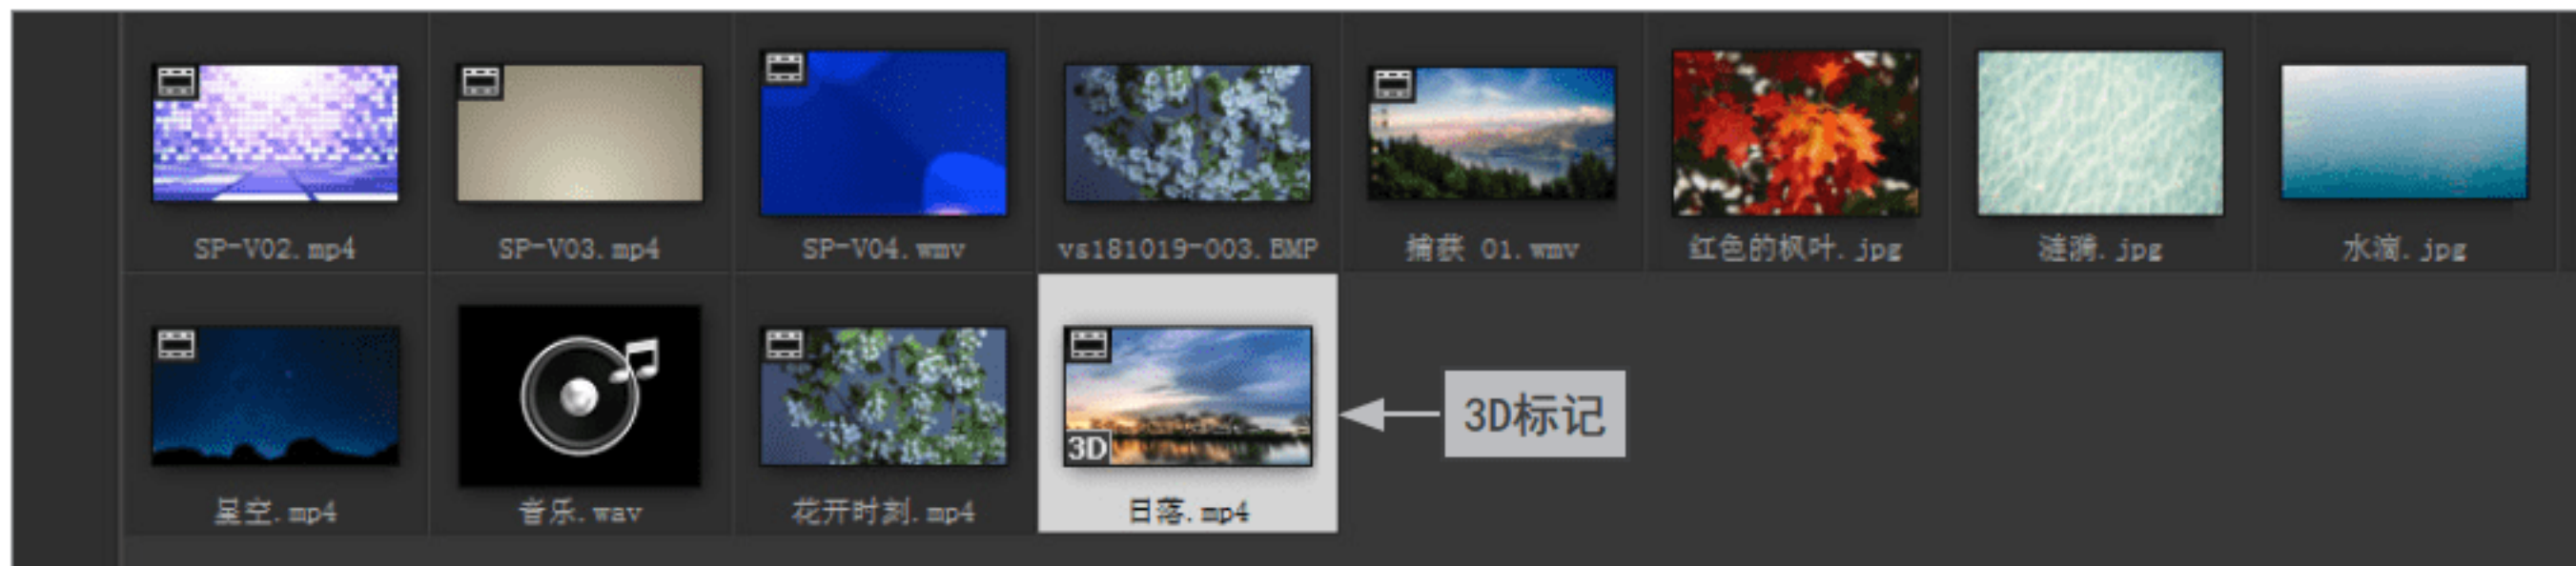 SP-V02.mp4
SP-V03.mp4
SP-V04.wmv
vs181019-003.BMP
捕获 01.wmv
红色的枫叶.jpg
涟漪.jpg
水滴.jpg
3D
3D标记
星空.mp4
音乐.wav
花开时刻.mp4
日落.mp4